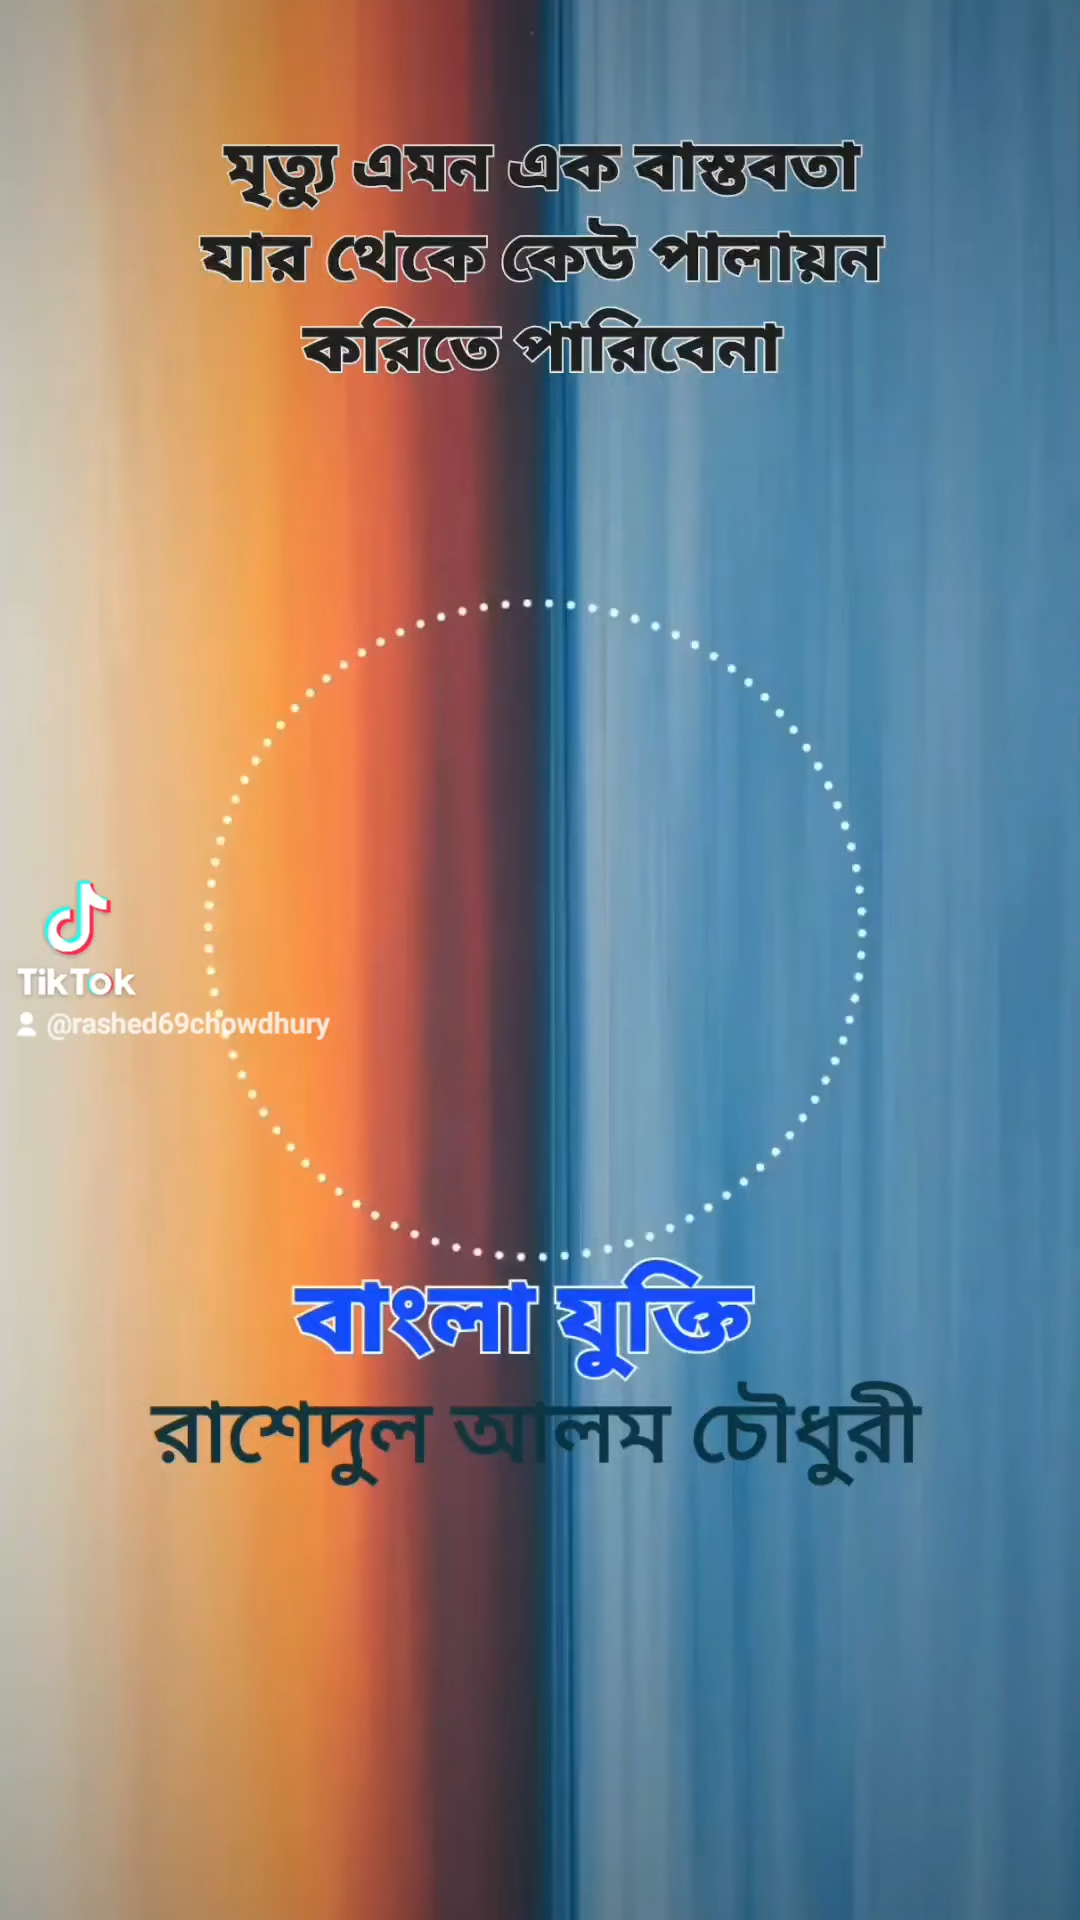 মৃত্যু এমন এক বাস্তবতা
যার থেকে কেউ পালায়ন
করিতে পারিবেনা
TikTok
@rashed69chowdhury
বাংলা যুক্তি
রাশেদুল আলম চৌধুরী